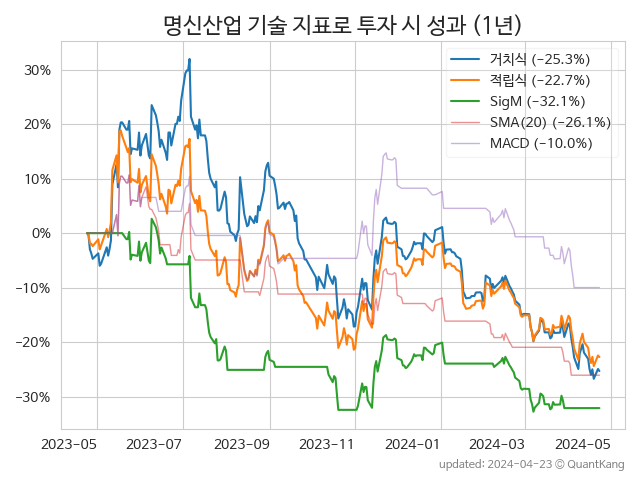 명신산업 기술 지표로 투자 시 성과 (1년)
거치식 (−25.3%)
적립식 (−22.7%)
SigM (−32.1%)
SMA(20) (−26.1%)
MACD (−10.0%)
30%
20%
10%
0%
−10%
−20%
−30%
2023-05 2023-07 2023-09 2023-11 2024-01 2024-03 2024-05
updated: 2024-04-23 © QuantKang